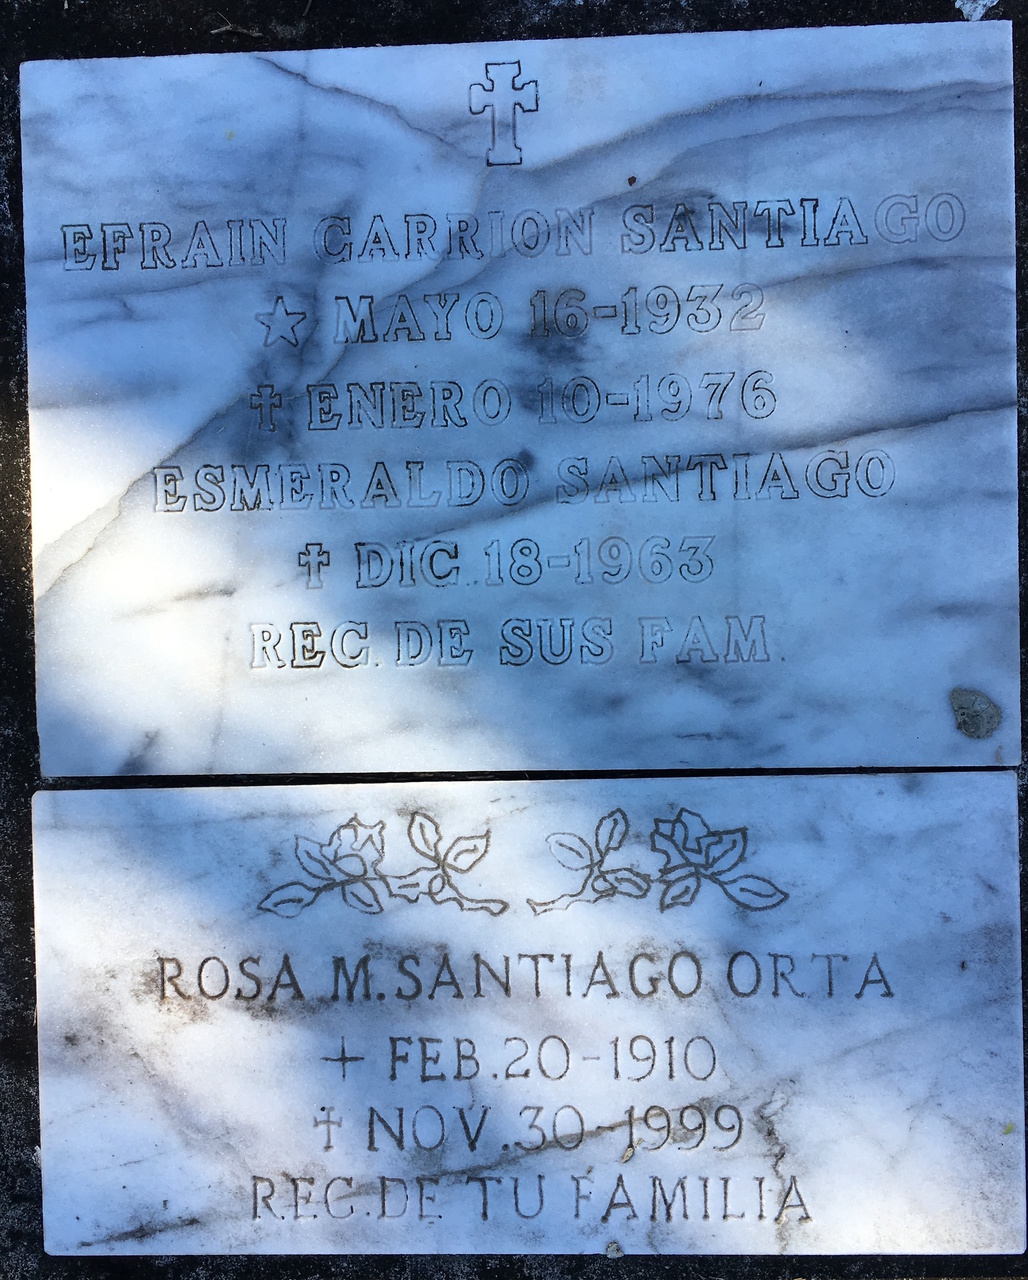 EFRAIN CARRION SANTIAGO
☆ MAYO 16-1932
✝ ENERO 10-1976
ESMERALDO SANTIAGO
✝ DIC. 18-1963
REC. DE SUS FAM.
ROSA M. SANTIAGO ORTA
+ FEB. 20-1910
✝ NOV. 30-1999
REC. DE TU FAMILIA